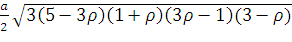 a/2 √3(5 − 3ρ)(1 + ρ)(3ρ − 1)(3 − ρ)